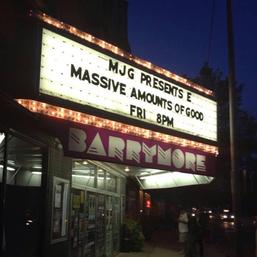 MJG PRESENTS E
MASSIVE AMOUNTS OF GOOD
FRI 8PM
BARRYMORE